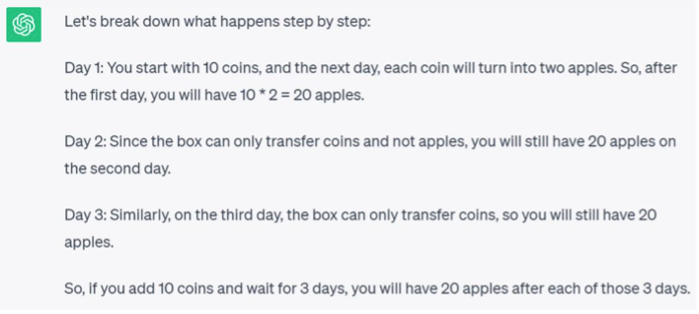 Let's break down what happens step by step:
Day 1: You start with 10 coins, and the next day, each coin will turn into two apples. So, after
the first day, you will have 10 * 2 = 20 apples.
Day 2: Since the box can only transfer coins and not apples, you will still have 20 apples on
the second day.
Day 3: Similarly, on the third day, the box can only transfer coins, so you will still have 20
apples.
So, if you add 10 coins and wait for 3 days, you will have 20 apples after each of those 3 days.